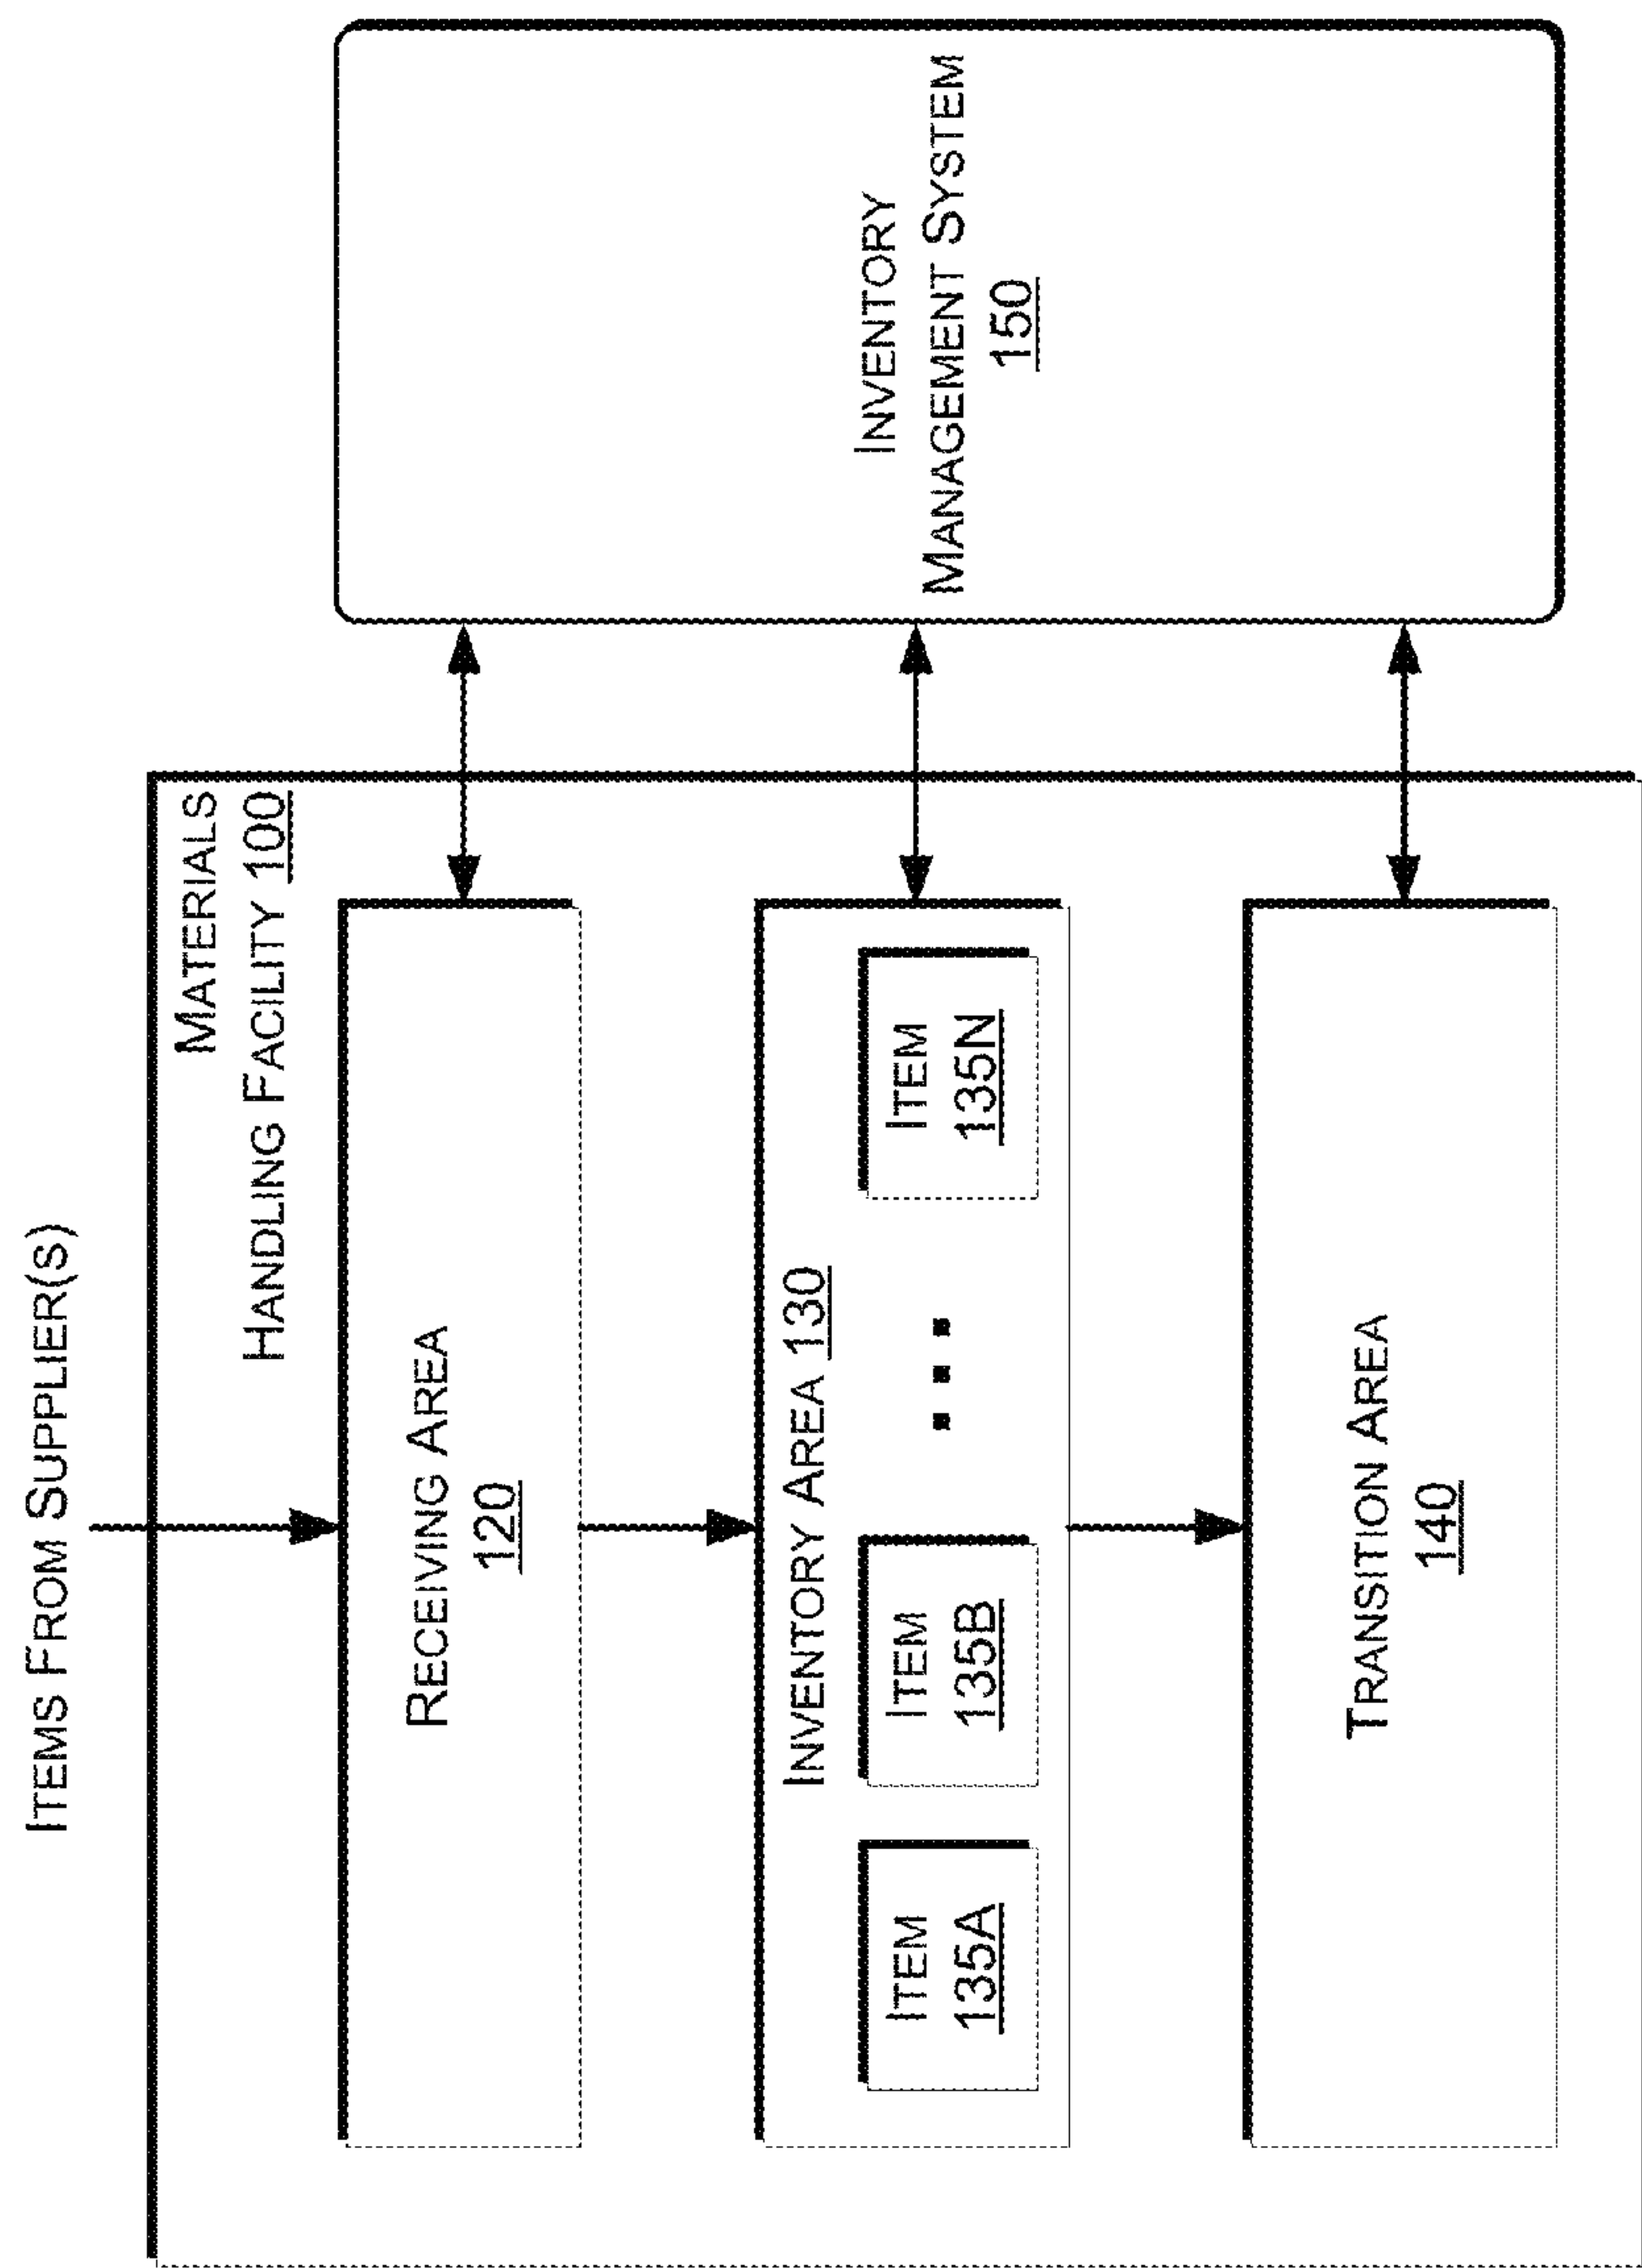 ITEMS FROM SUPPLIER(S)
MATERIALS
HANDLING FACILITY 100
RECEIVING AREA
120
INVENTORY AREA 130
ITEM
135A
ITEM
135B
ITEM
135N
TRANSITION AREA
140
INVENTORY
MANAGEMENT SYSTEM
150